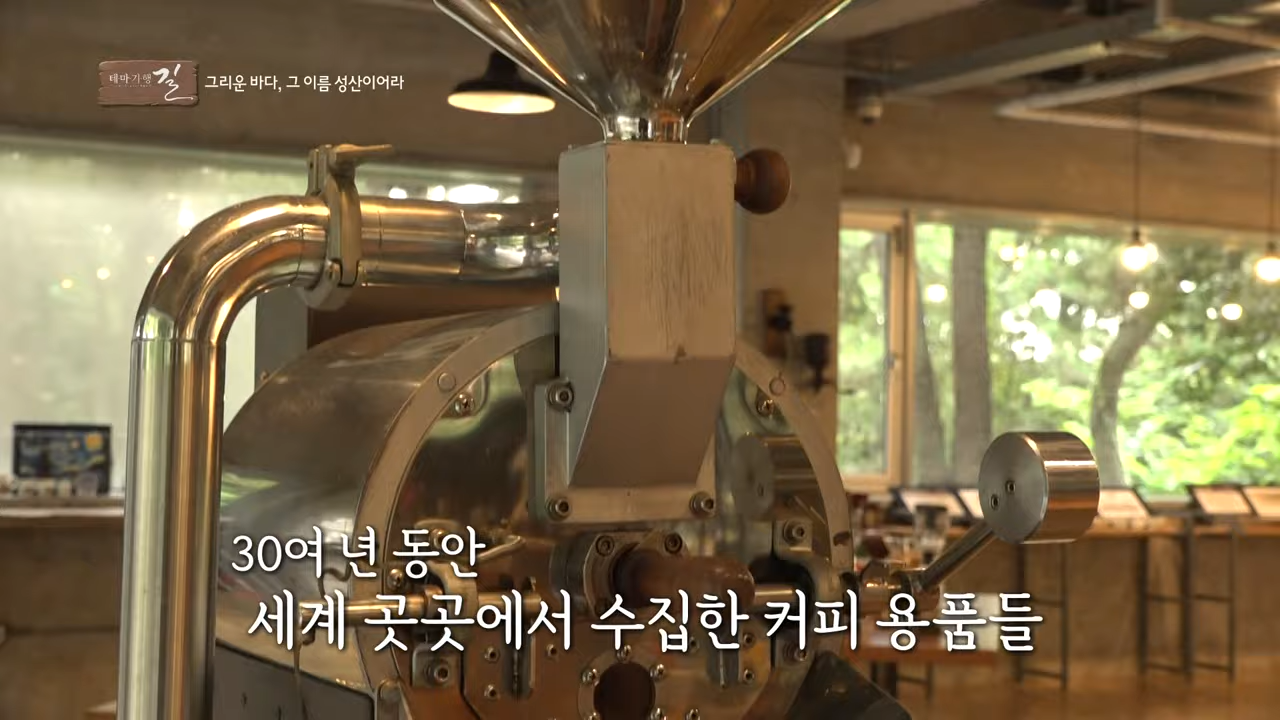 테마기행 길 그리운 바다, 그 이름 성산이어라
30여 년 동안
세계 곳곳에서 수집한 커피 용품들